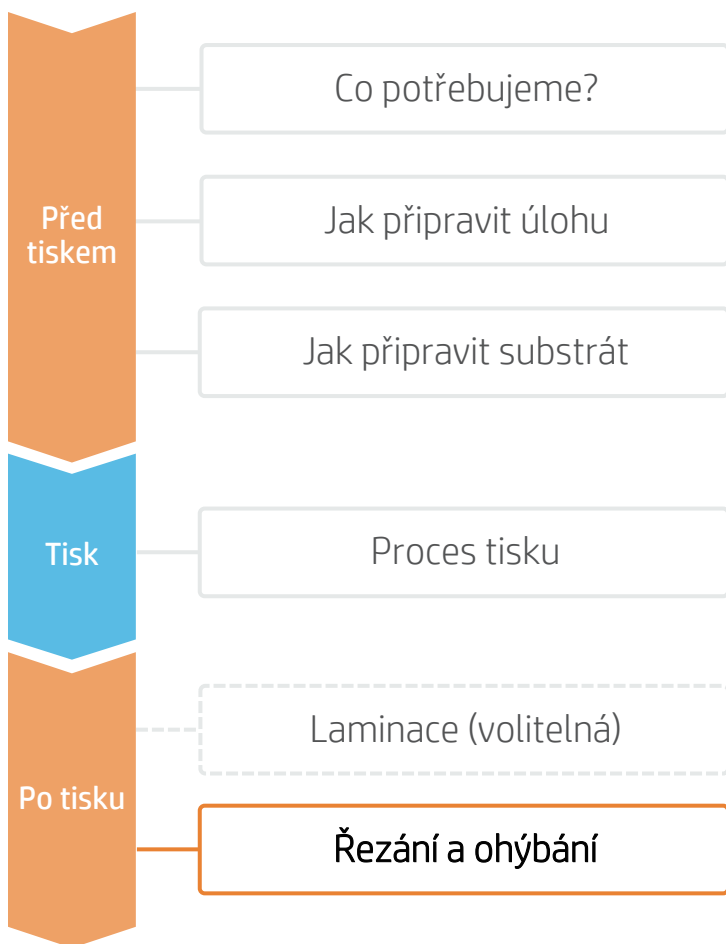 Před
tiskem
Co potřebujeme?
Jak připravit úlohu
Jak připravit substrát
Tisk
Proces tisku
Po tisku
Laminace (volitelná)
Řezání a ohýbání